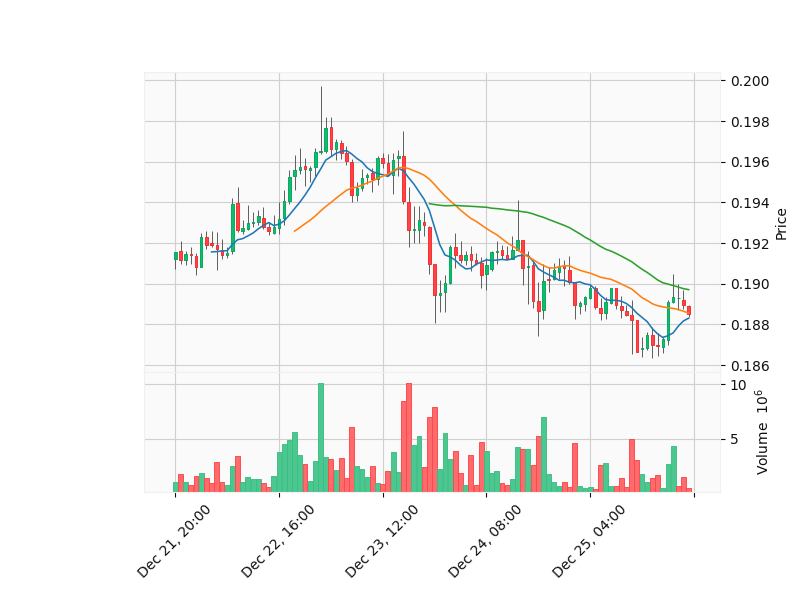 0.200
0.198
0.196
0.194
0.192
0.190
0.188
0.186
Price
10
5
Volume 10^6
Dec 21, 20:00
Dec 22, 16:00
Dec 23, 12:00
Dec 24, 08:00
Dec 25, 04:00